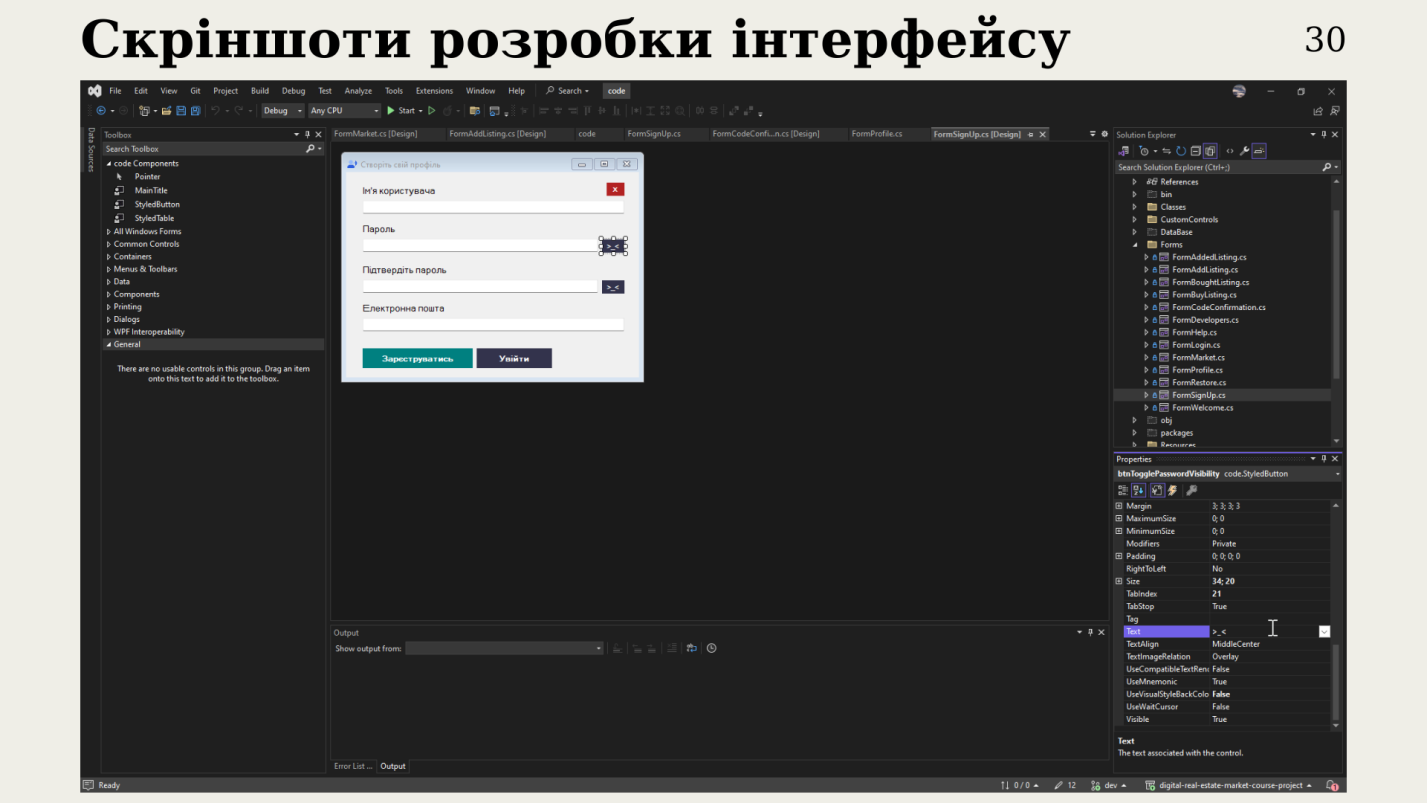 Скріншоти розробки інтерфейсу
30
File Edit View Git Project Build Debug Test Analyze Tools Extensions Window Help Search code
Debug Any CPU Start
Data Sources
Toolbox
Search Toolbox
code Components
Pointer
MainTitle
StyledButton
StyledTable
All Windows Forms
Common Controls
Containers
Menus & Toolbars
Data
Components
Printing
Dialogs
WPF Interoperability
General
There are no usable controls in this group. Drag an item
onto this text to add it to the toolbox.
FormMarket.cs [Design] FormAddListing.cs [Design] code FormSignUp.cs FormCodeConfi...n.cs [Design] FormProfile.cs FormSignUp.cs [Design]
Створіть свій профіль
Ім'я користувача
x
Пароль
>_<
Підтвердіть пароль
>_<
Електронна пошта
Зареєструватись Увійти
Output
Show output from:
Error List ... Output
Solution Explorer
Search Solution Explorer (Ctrl+;)
References
bin
Classes
CustomControls
DataBase
Forms
FormAddedListing.cs
FormAddListing.cs
FormBoughtListing.cs
FormBuyListing.cs
FormCodeConfirmation.cs
FormDevelopers.cs
FormHelp.cs
FormLogin.cs
FormMarket.cs
FormProfile.cs
FormRestore.cs
FormSignUp.cs
FormWelcome.cs
obj
packages
Resources
Properties
btnTogglePasswordVisibility code.StyledButton
Margin 3; 3; 3; 3
MaximumSize 0; 0
MinimumSize 0; 0
Modifiers Private
Padding 0; 0; 0; 0
RightToLeft No
Size 34; 20
TabIndex 21
TabStop True
Tag
Text >_<
TextAlign MiddleCenter
TextImageRelation Overlay
UseCompatibleTextRen False
UseMnemonic True
UseVisualStyleBackColo False
UseWaitCursor False
Visible True
Text
The text associated with the control.
Ready
0 / 0 12 dev digital-real-estate-market-course-project 1